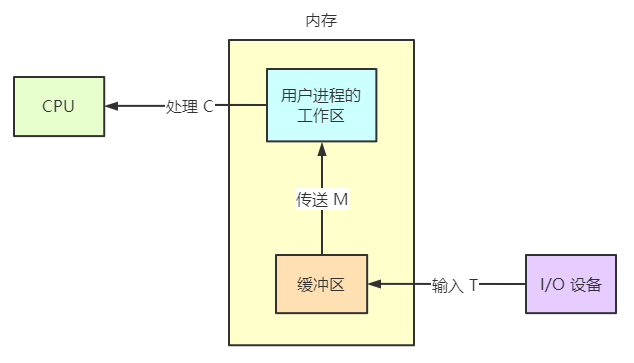 内存
用户进程的
工作区
CPU
处理 C
传送 M
缓冲区
输入 T
I/O 设备